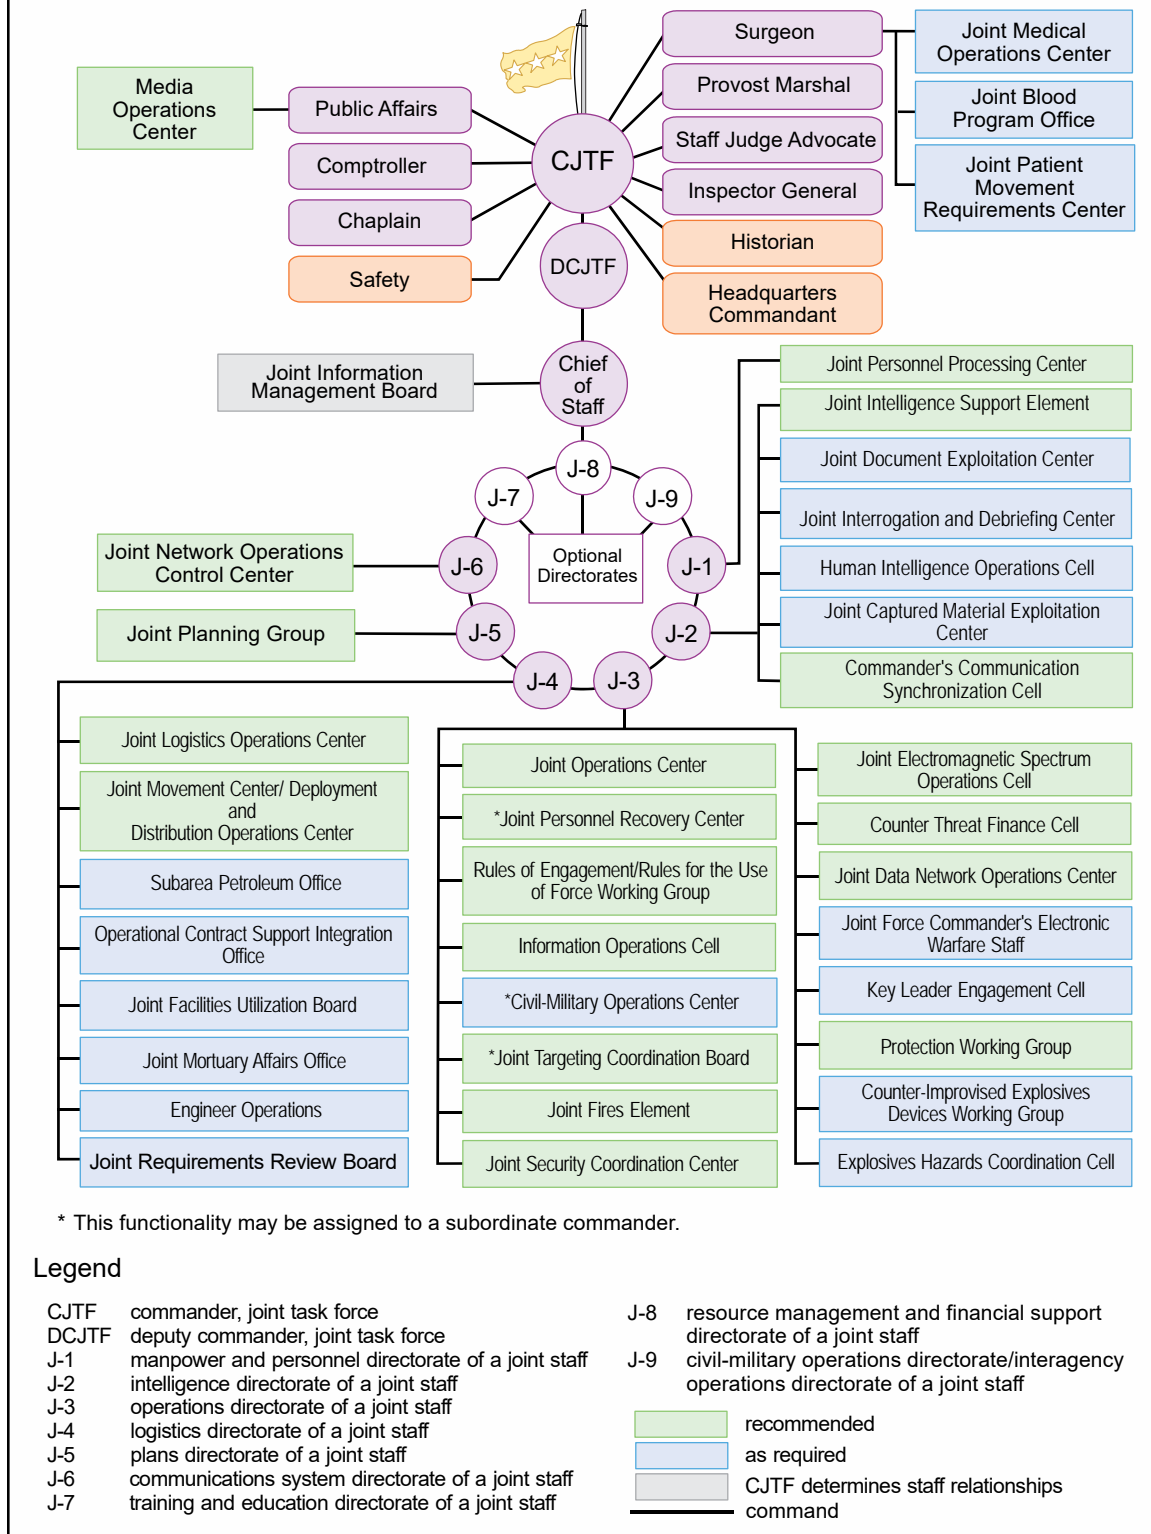 Surgeon
Joint Medical
Operations Center
Media
Operations
Center
Public Affairs
Provost Marshal
Joint Blood
Program Office
Comptroller
CJTF
Staff Judge Advocate
Joint Patient
Movement
Requirements Center
Chaplain
Inspector General
Safety
DCJTF
Historian
Headquarters
Commandant
Joint Information
Management Board
Chief
of
Staff
Joint Personnel Processing Center
Joint Intelligence Support Element
Joint Document Exploitation Center
Joint Interrogation and Debriefing Center
Human Intelligence Operations Cell
Joint Captured Material Exploitation
Center
Commander's Communication
Synchronization Cell
J-8
J-7
J-9
Joint Network Operations
Control Center
J-6
Optional
Directorates
J-1
Joint Planning Group
J-5
J-2
J-4
J-3
Joint Logistics Operations Center
Joint Movement Center/ Deployment
and
Distribution Operations Center
Subarea Petroleum Office
Operational Contract Support Integration
Office
Joint Facilities Utilization Board
Joint Mortuary Affairs Office
Engineer Operations
Joint Requirements Review Board
Joint Operations Center
*Joint Personnel Recovery Center
Rules of Engagement/Rules for the Use
of Force Working Group
Information Operations Cell
*Civil-Military Operations Center
*Joint Targeting Coordination Board
Joint Fires Element
Joint Security Coordination Center
Joint Electromagnetic Spectrum
Operations Cell
Counter Threat Finance Cell
Joint Data Network Operations Center
Joint Force Commander's Electronic
Warfare Staff
Key Leader Engagement Cell
Protection Working Group
Counter-Improvised Explosives
Devices Working Group
Explosives Hazards Coordination Cell
* This functionality may be assigned to a subordinate commander.
Legend
CJTF commander, joint task force
DCJTF deputy commander, joint task force
J-1 manpower and personnel directorate of a joint staff
J-2 intelligence directorate of a joint staff
J-3 operations directorate of a joint staff
J-4 logistics directorate of a joint staff
J-5 plans directorate of a joint staff
J-6 communications system directorate of a joint staff
J-7 training and education directorate of a joint staff
J-8 resource management and financial support
directorate of a joint staff
J-9 civil-military operations directorate/interagency
operations directorate of a joint staff
recommended
as required
CJTF determines staff relationships
command